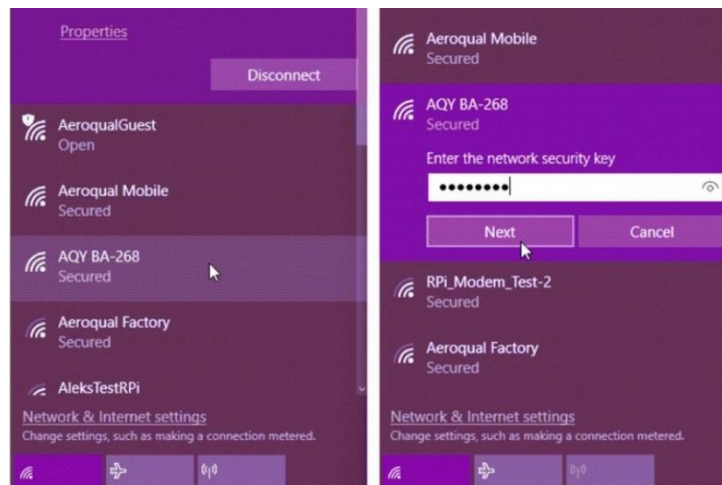 Properties
Disconnect
AeroqualGuest
Open
Aeroqual Mobile
Secured
AQY BA-268
Secured
Aeroqual Factory
Secured
AleksTestRPi
Network & Internet settings
Change settings, such as making a connection metered.
Aeroqual Mobile
Secured
AQY BA-268
Secured
Enter the network security key
Next
Cancel
RPi_Modem_Test-2
Secured
Aeroqual Factory
Secured
Network & Internet settings
Change settings, such as making a connection metered.